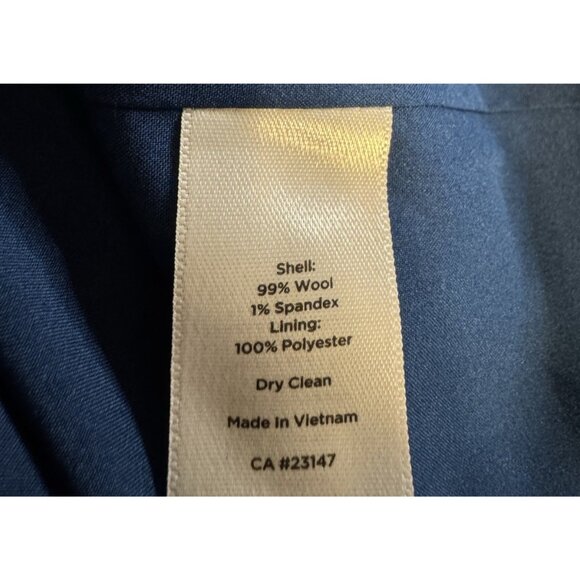 Shell:
99% Wool
1% Spandex
Lining:
100% Polyester
Dry Clean
Made In Vietnam
CA #23147